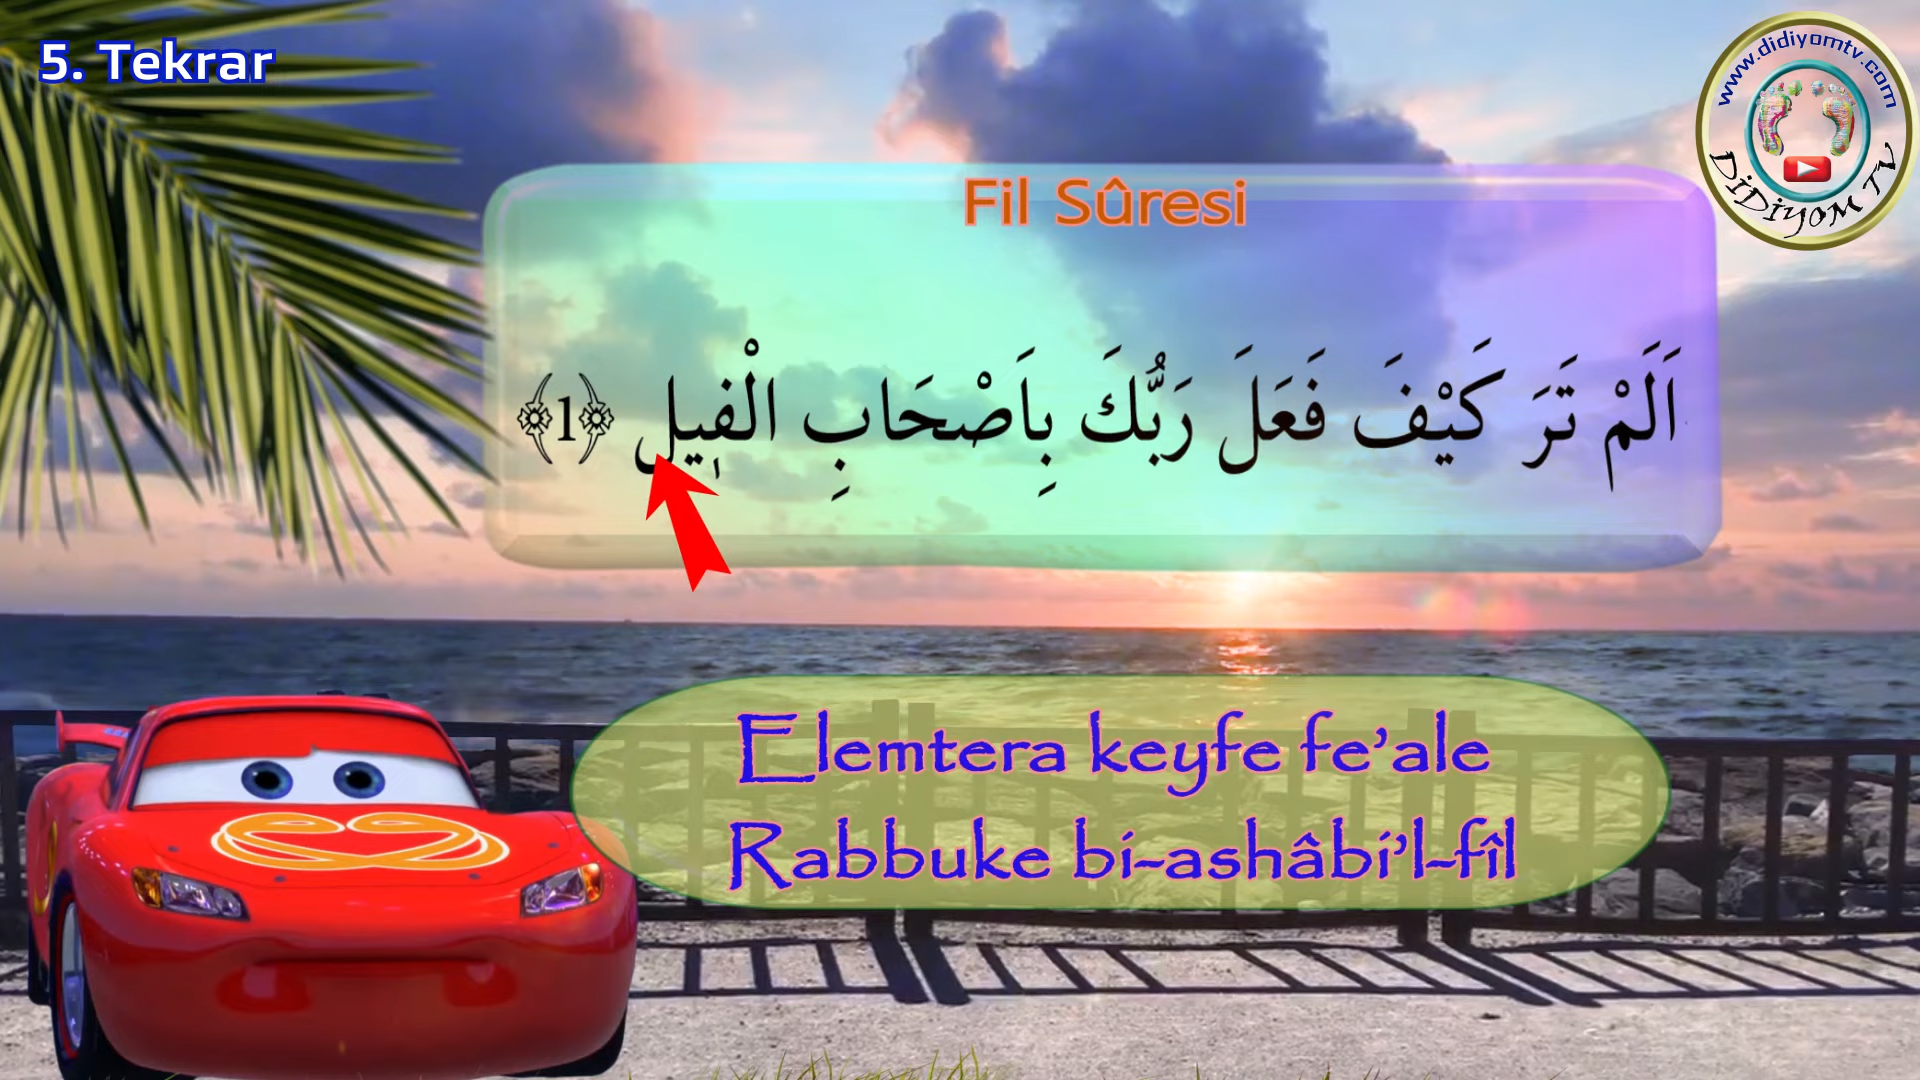 5. Tekrar
www.didiyomtv.com
DİDİYOM TV
Fil Sûresi
اَلَمْ تَرَ كَيْفَ فَعَلَ رَبُّكَ بِاَصْحَابِ الْفٖيلِ ﴿1﴾
Elemtera keyfe fe’ale
Rabbuke bi-ashâbi’l-fîl